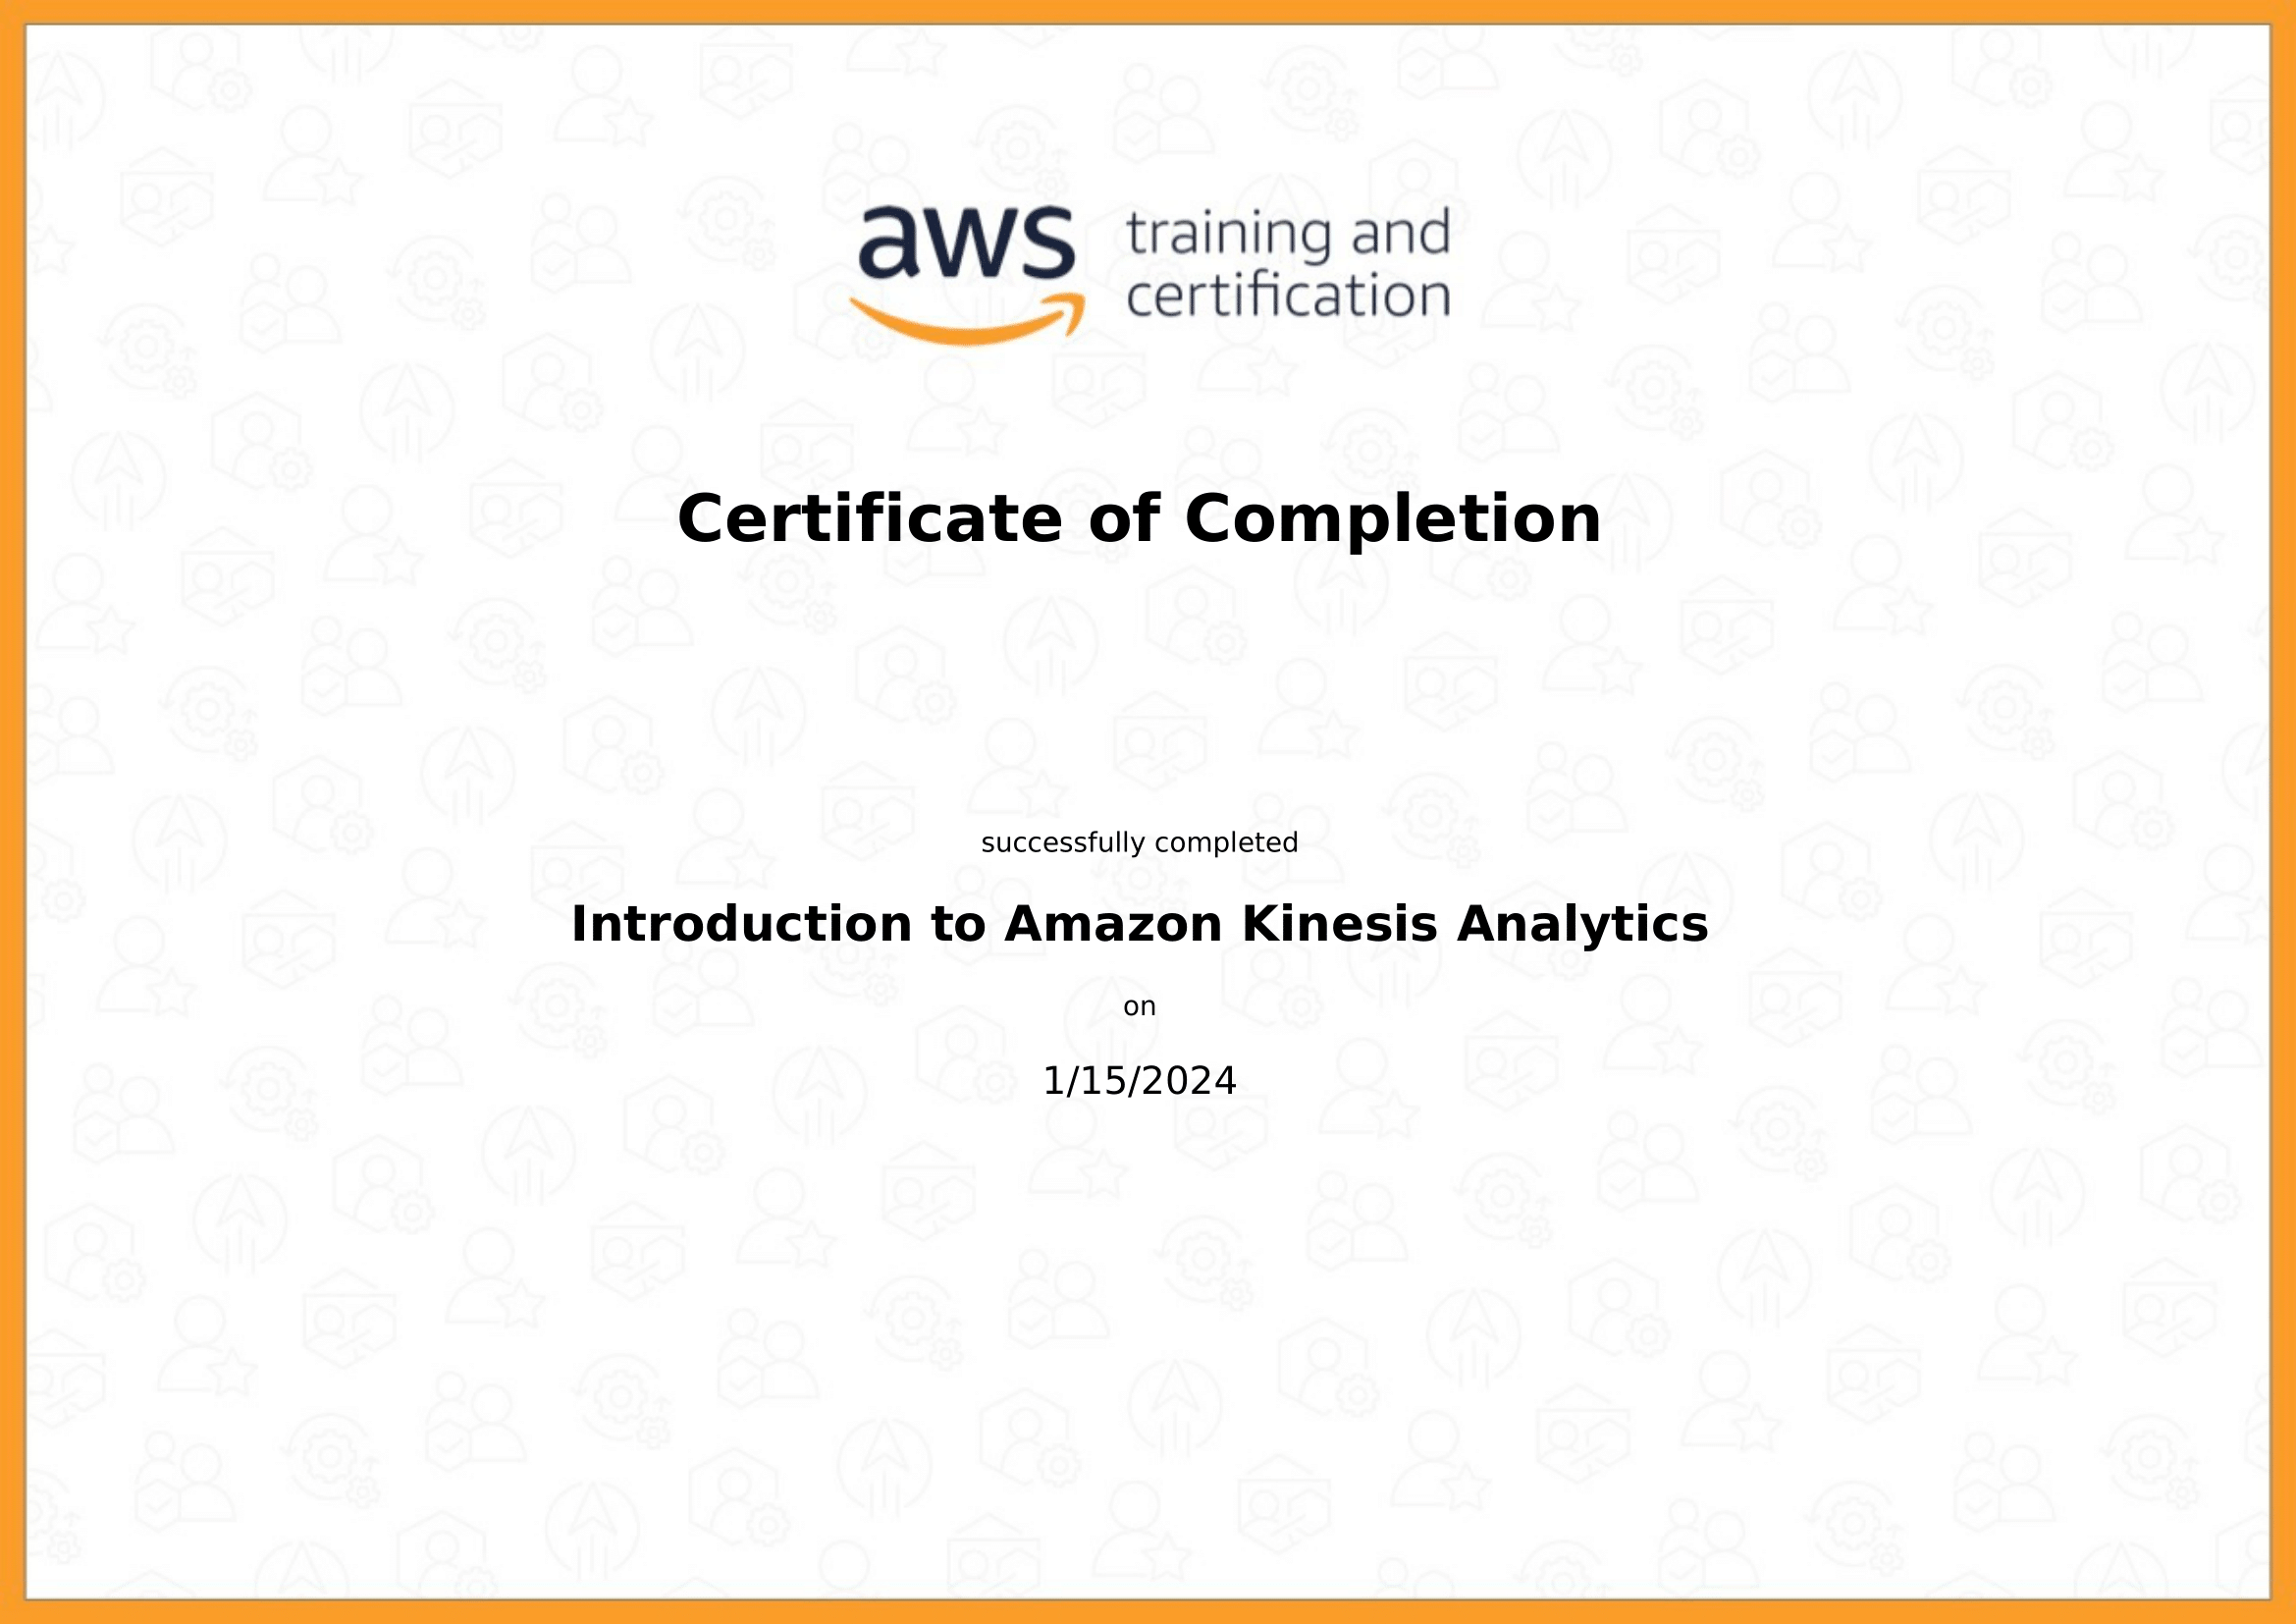 aws training and
certification
Certificate of Completion
successfully completed
Introduction to Amazon Kinesis Analytics
on
1/15/2024